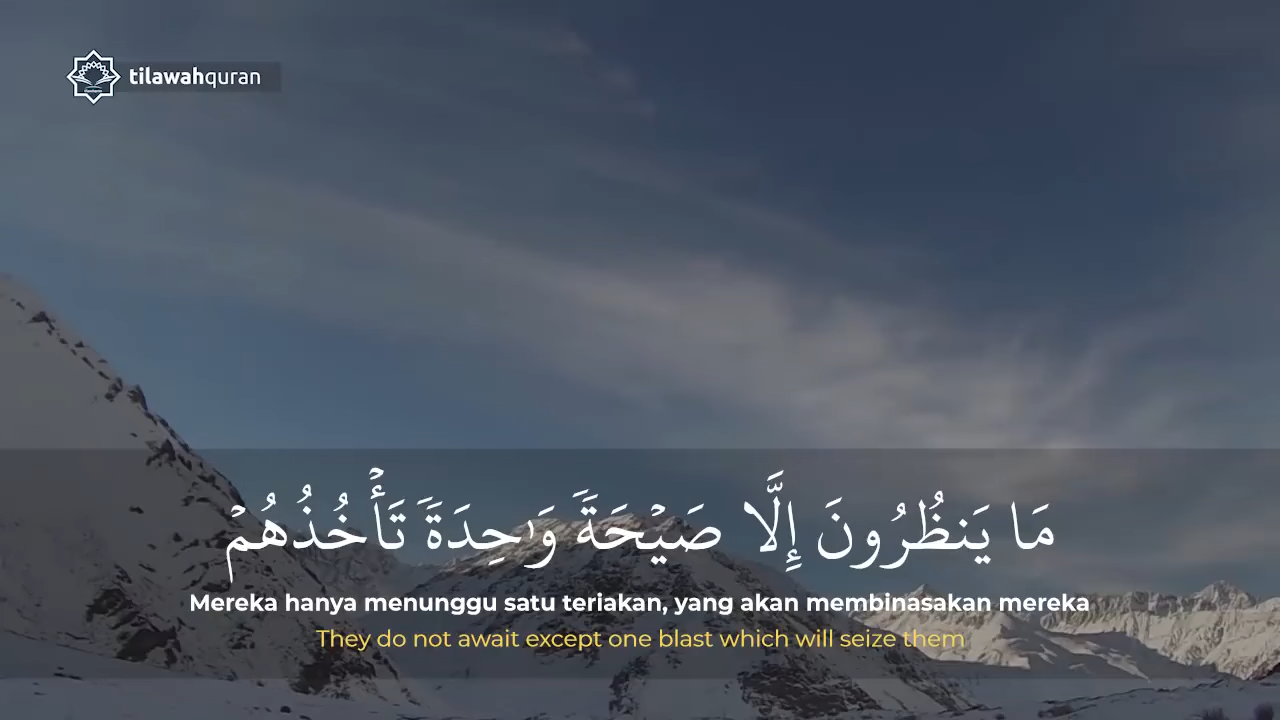 tilawahquran
مَا يَنظُرُونَ إِلَّا صَيْحَةً وَٰحِدَةً تَأْخُذُهُمْ
Mereka hanya menunggu satu teriakan, yang akan membinasakan mereka
They do not await except one blast which will seize them